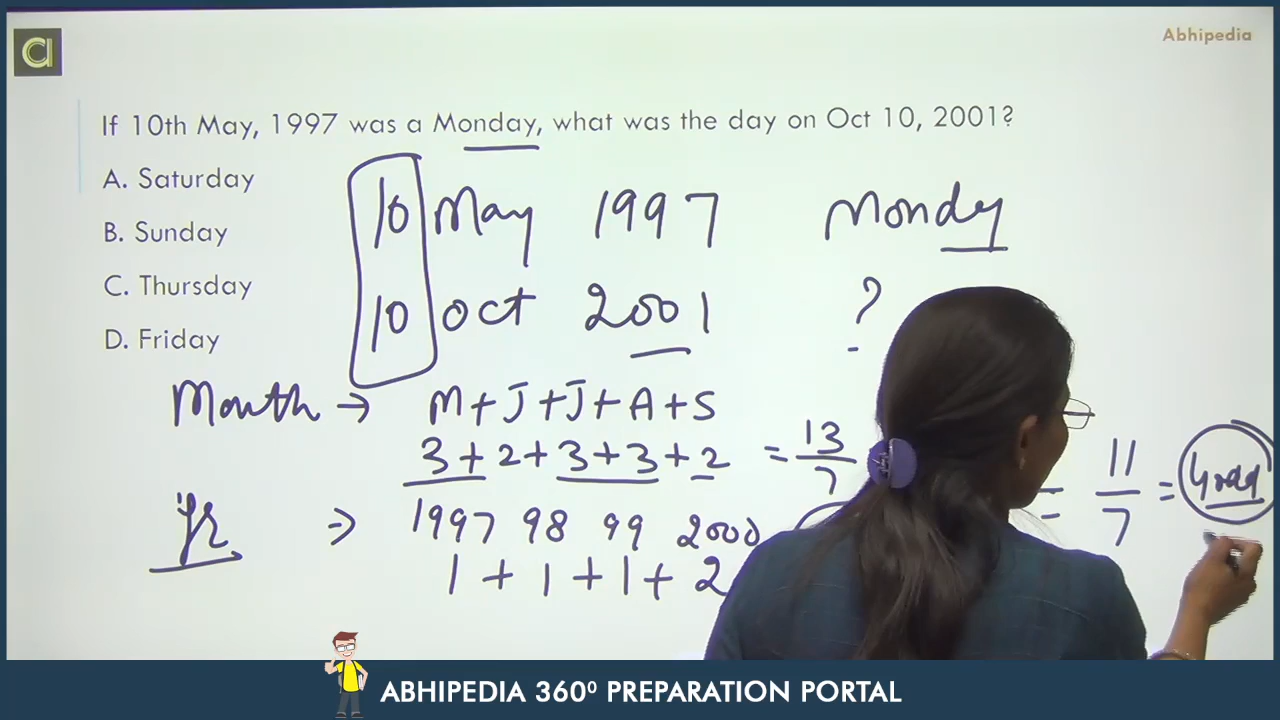 Abhipedia
If 10th May, 1997 was a Monday, what was the day on Oct 10, 2001?
A. Saturday
10 May 1997 Mondy
B. Sunday
C. Thursday
10 Oct 2001 ?
D. Friday
Month → M+J+J+A+S
3+2+3+3+2 = 13/7
= 11/7 =
Yr ⇒ 1997 98 99 2000
1+1+1+2
ABHIPEDIA 360⁰ PREPARATION PORTAL